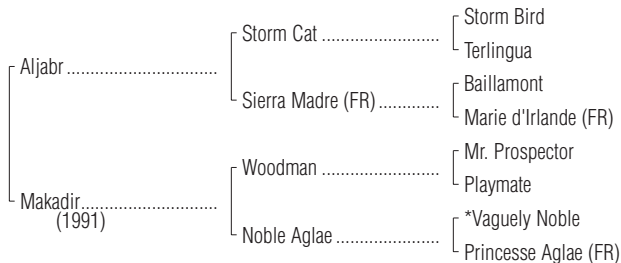 Storm Bird
Storm Cat ..........................
Terlingua
Aljabr .................................
Baillamont
Sierra Madre (FR) .............
Marie d'Irlande (FR)
Mr. Prospector
Woodman ..........................
Playmate
Makadir..............................
(1991)
*Vaguely Noble
Noble Aglae .......................
Princesse Aglae (FR)